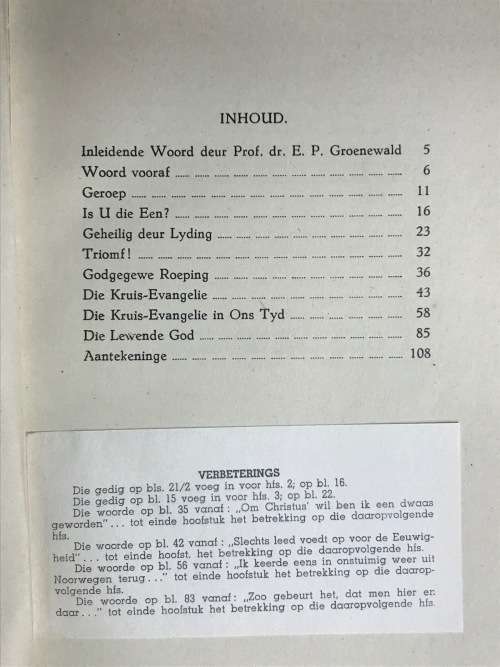 INHOUD.
Inleidende Woord deur Prof. dr. E. P. Groenewald 5
Woord vooraf ...... ...... ...... ...... ...... ...... ...... ...... ...... ...... 6
Geroep ...... ...... ...... ...... ...... ...... ...... ...... ...... ...... ...... ...... 11
Is U die Een? ...... ...... ...... ...... ...... ...... ...... ...... ...... ...... 16
Geheilig deur Lyding ...... ...... ...... ...... ...... ...... ...... ...... 23
Triomf! ...... ...... ...... ...... ...... ...... ...... ...... ...... ...... ...... 32
Godgegewe Roeping ...... ...... ...... ...... ...... ...... ...... ...... 36
Die Kruis-Evangelie ...... ...... ...... ...... ...... ...... ...... ...... 43
Die Kruis-Evangelie in Ons Tyd ...... ...... ...... ...... ...... 58
Die Lewende God ...... ...... ...... ...... ...... ...... ...... ...... ...... 85
Aantekeninge ...... ...... ...... ...... ...... ...... ...... ...... ...... ...... 108
VERBETERINGS
Die gedig op bls. 21/2 voeg in voor hfs. 2; op bl. 16.
Die gedig op bl. 15 voeg in voor hfs. 3; op bl. 22.
Die woorde op bl. 35 vanaf: „Om Christus' wil ben ik een dwaas
geworden"... tot einde hoofstuk het betrekking op die daaropvolgende
hfs.
Die woorde op bl. 42 vanaf: „Slechts leed voedt op voor de Eeuwig-
heid"... tot einde hoofst. het betrekking op die daaropvolgende hfs.
Die woorde op bl. 56 vanaf: „Ik keerde eens in onstuimig weer uit
Noorwegen terug..." tot einde hoofstuk het betrekking op die daarop-
volgende hfs.
Die woorde op bl. 83 vanaf: „Zoo gebeurt het, dat men hier en
daar..." tot einde hoofstuk het betrekking op die daaropvolgende hfs.